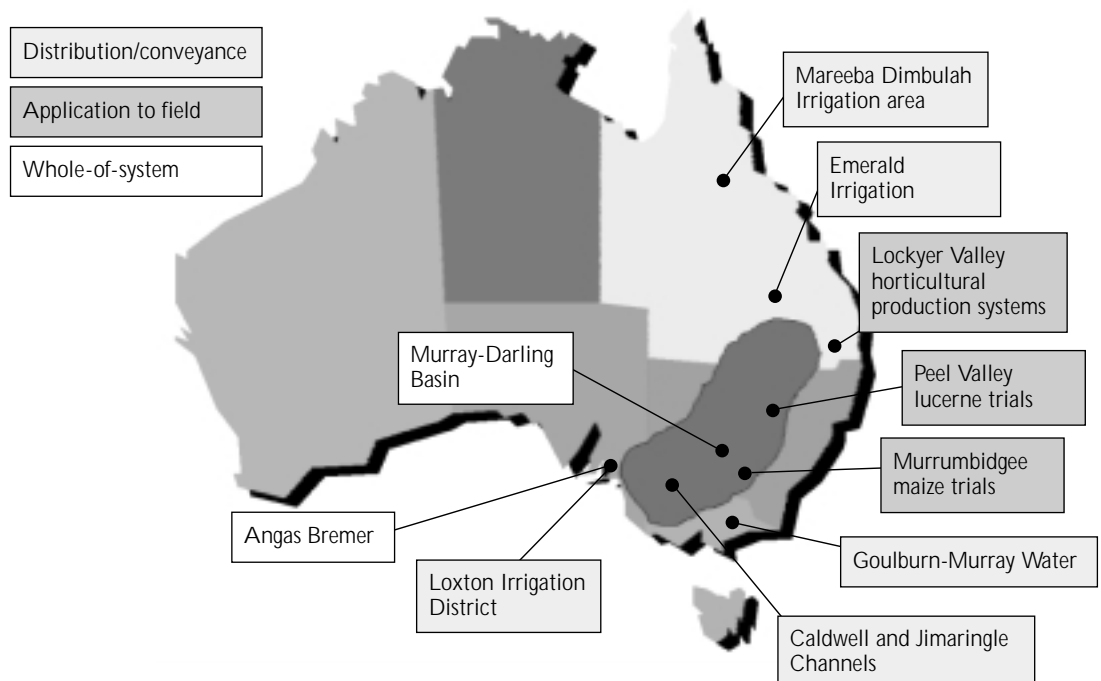 Distribution/conveyance
Application to field
Whole-of-system
Mareeba Dimbulah
Irrigation area
Emerald
Irrigation
Lockyer Valley
horticultural
production systems
Murray-Darling
Basin
Peel Valley
lucerne trials
Murrumbidgee
maize trials
Angas Bremer
Goulburn-Murray Water
Loxton Irrigation
District
Caldwell and Jimaringle
Channels